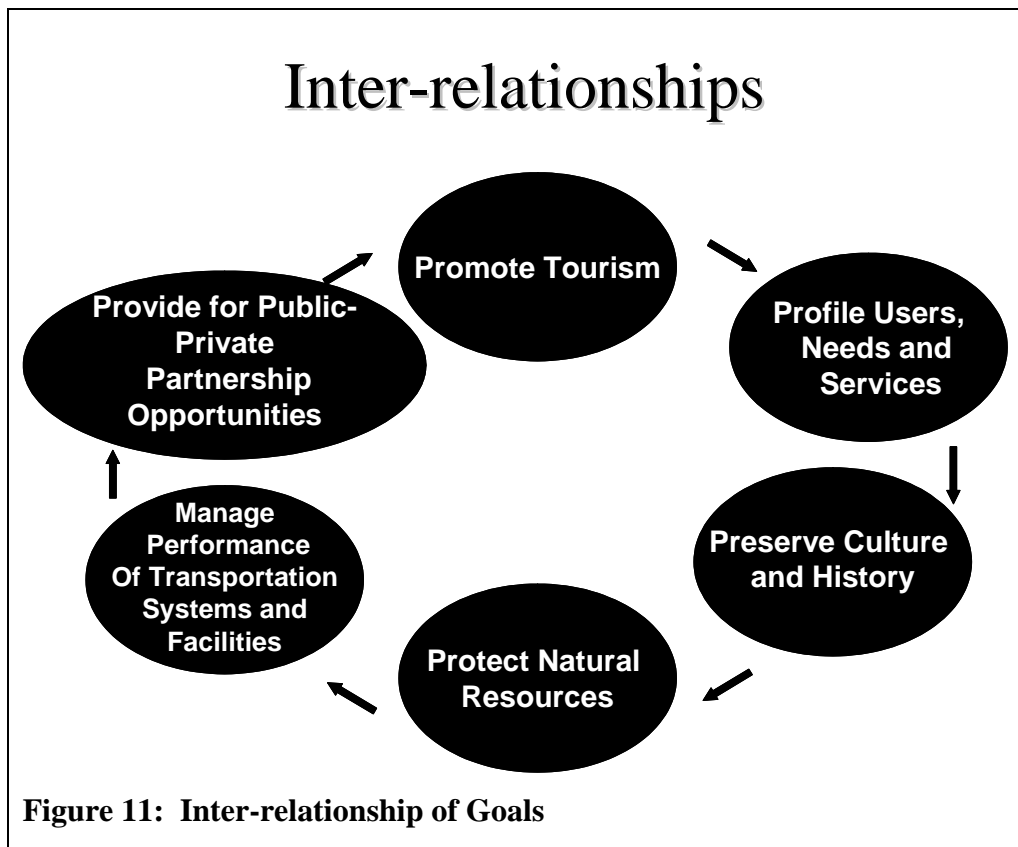 Inter-relationships
Promote Tourism
Profile Users,
Needs and
Services
Preserve Culture
and History
Protect Natural
Resources
Manage
Performance
Of Transportation
Systems and
Facilities
Provide for Public-
Private
Partnership
Opportunities
Figure 11: Inter-relationship of Goals